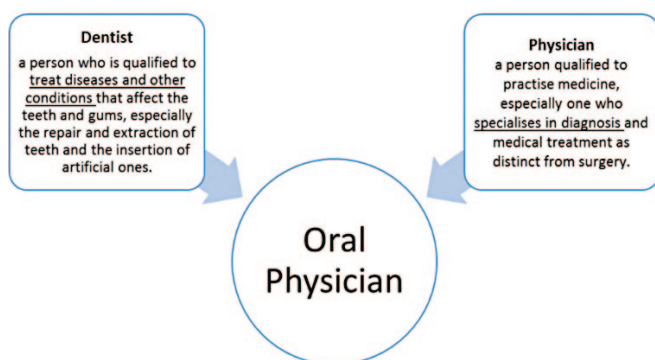 Dentist
a person who is qualified to
treat diseases and other
conditions that affect the
teeth and gums, especially
the repair and extraction of
teeth and the insertion of
artificial ones.
Physician
a person qualified to
practise medicine,
especially one who
specialises in diagnosis and
medical treatment as
distinct from surgery.
Oral
Physician